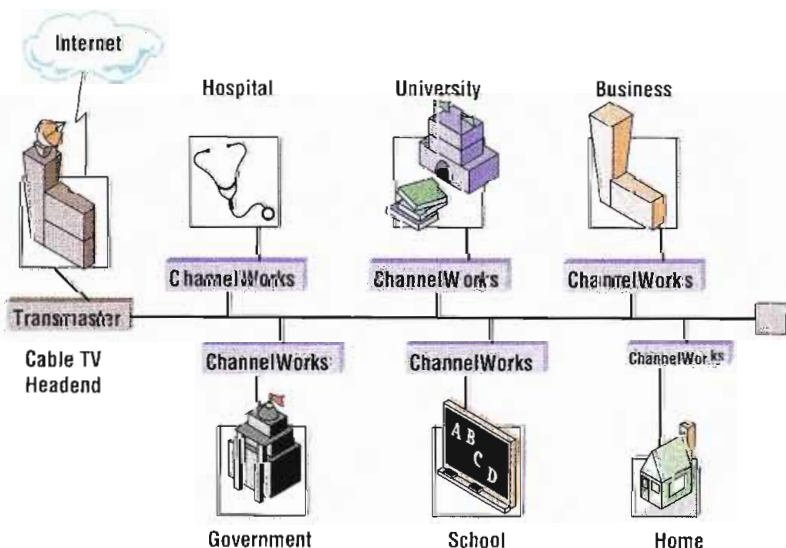 Internet
Hospital
University
Business
ChannelWorks
ChannelWorks
ChannelWorks
Transmaster
Cable TV
Headend
ChannelWorks
ChannelWorks
ChannelWorks
A B
C
D
Government
School
Home